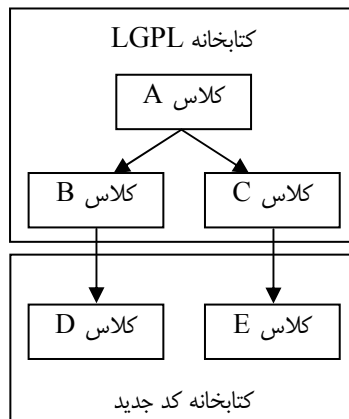 کتابخانه LGPL
کلاس A
کلاس B
کلاس C
کلاس D
کلاس E
کتابخانه کد جدید